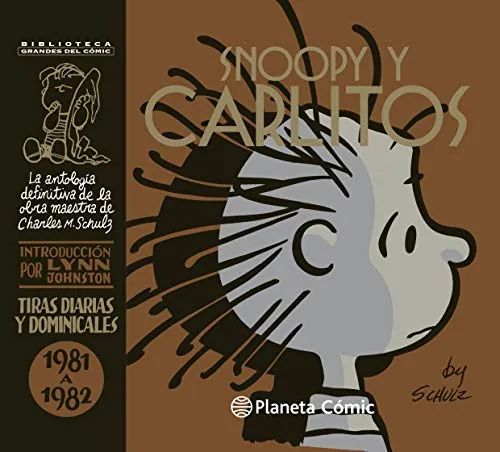 BIBLIOTECA
GRANDES DEL CÓMIC
La antología
definitiva de la
obra maestra de
Charles M. Schulz
INTRODUCCIÓN
POR LYNN
JOHNSTON
TIRAS DIARIAS
Y DOMINICALES
1981
A
1982
SNOOPY Y
CARLITOS
by
SCHULZ
Planeta Cómic